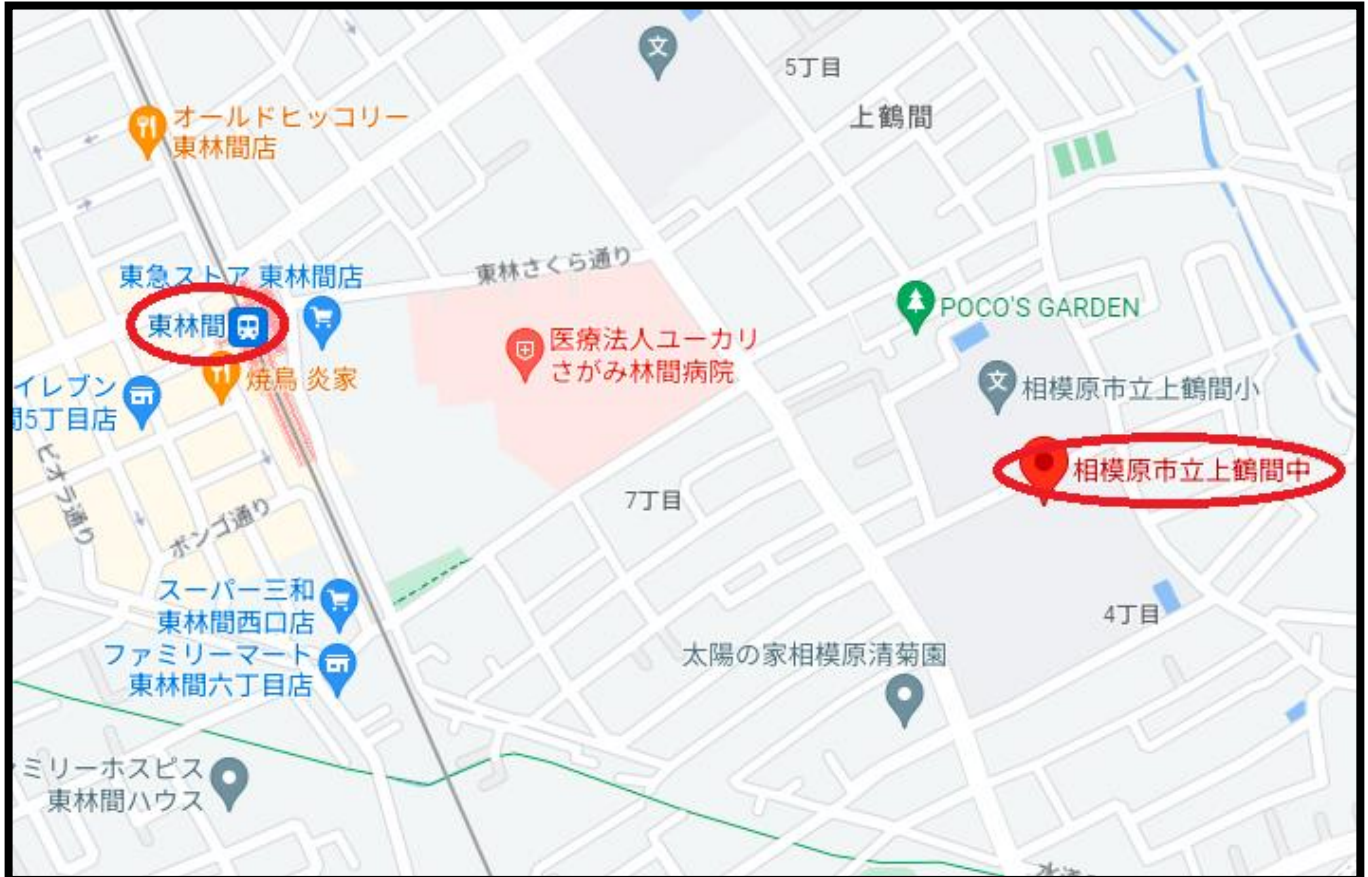 文
5丁目
上鶴間
オールドヒッコリー
東林間店
東林さくら通り
東急ストア 東林間店
東林間
焼鳥 炎家
イレブン
5丁目店
医療法人ユーカリ
さがみ林間病院
POCO'S GARDEN
文
相模原市立上鶴間小
相模原市立上鶴間中
7丁目
ビオラ通り
ボンゴ通り
スーパー三和
東林間西口店
ファミリーマート
東林間六丁目店
4丁目
太陽の家相模原清菊園
ミリーホスピス
東林間ハウス